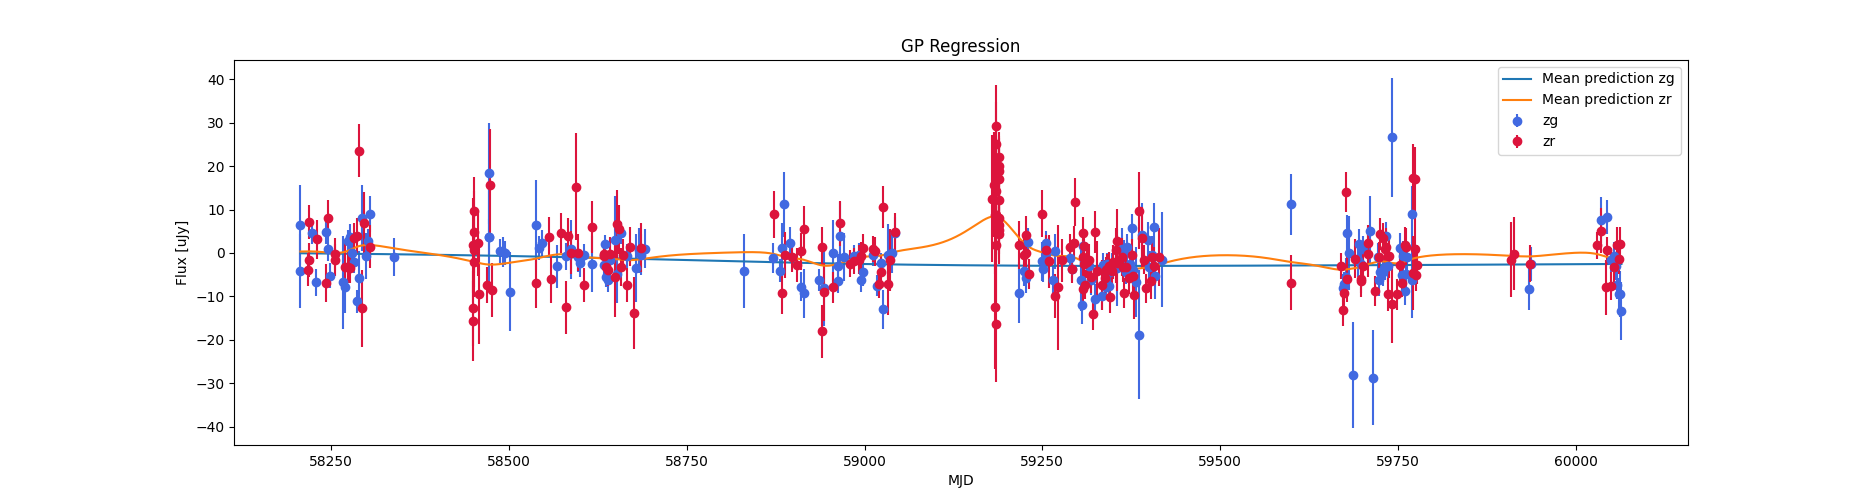 GP Regression
Flux [uJy]
40
30
20
10
0
−10
−20
−30
−40
58250
58500
58750
59000
59250
59500
59750
60000
MJD
Mean prediction zg
Mean prediction zr
zg
zr